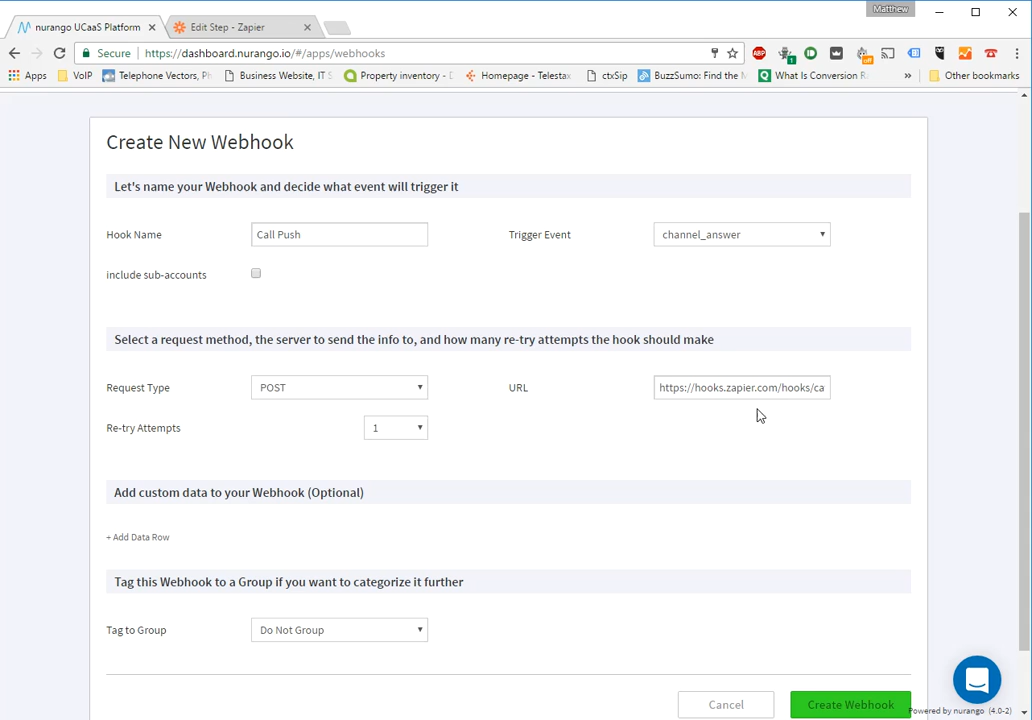 Matthew
nurango UCaaS Platform
Edit Step - Zapier
Secure
https://dashboard.nurango.io/#/apps/webhooks
ABP
1
off
Apps
VoIP
Telephone Vectors, Ph
Business Website, IT S
Property inventory - D
Homepage - Telestax
ctxSip
BuzzSumo: Find the M
What Is Conversion Ra
»
Other bookmarks
Create New Webhook
Let's name your Webhook and decide what event will trigger it
Hook Name
Call Push
Trigger Event
channel_answer
include sub-accounts
Select a request method, the server to send the info to, and how many re-try attempts the hook should make
Request Type
POST
URL
https://hooks.zapier.com/hooks/ca
Re-try Attempts
1
Add custom data to your Webhook (Optional)
+ Add Data Row
Tag this Webhook to a Group if you want to categorize it further
Tag to Group
Do Not Group
Cancel
Create Webhook
Powered by nurango (4.0-2)